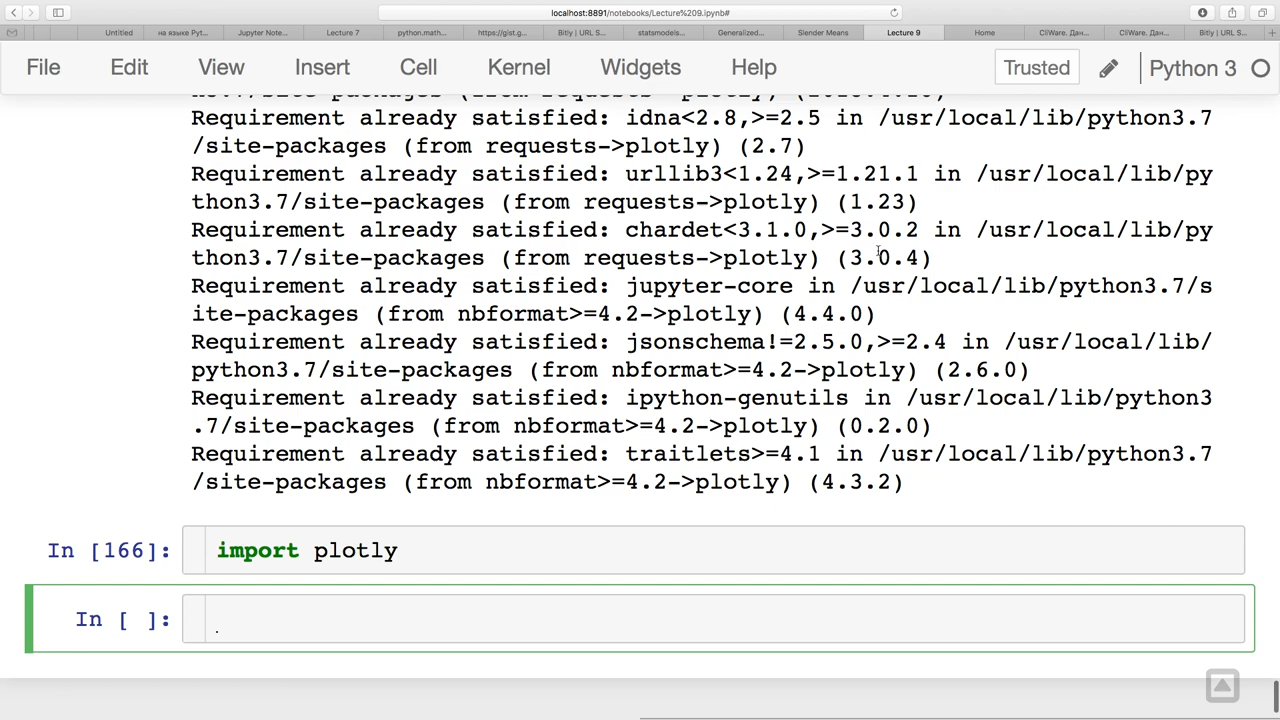 localhost:8891/notebooks/Lecture%209.ipynb#
Untitled
на языке Pyt...
Jupyter Note...
Lecture 7
python.math...
https://gist.g...
Bitly | URL S...
statsmodels...
Generalized...
Slender Means
Lecture 9
Home
CliWare. Дан...
CliWare. Дан...
Bitly | URL S...
File Edit View Insert Cell Kernel Widgets Help Trusted Python 3
Requirement already satisfied: idna<2.8,>=2.5 in /usr/local/lib/python3.7
/site-packages (from requests->plotly) (2.7)
Requirement already satisfied: urllib3<1.24,>=1.21.1 in /usr/local/lib/py
thon3.7/site-packages (from requests->plotly) (1.23)
Requirement already satisfied: chardet<3.1.0,>=3.0.2 in /usr/local/lib/py
thon3.7/site-packages (from requests->plotly) (3.0.4)
Requirement already satisfied: jupyter-core in /usr/local/lib/python3.7/s
ite-packages (from nbformat>=4.2->plotly) (4.4.0)
Requirement already satisfied: jsonschema!=2.5.0,>=2.4 in /usr/local/lib/
python3.7/site-packages (from nbformat>=4.2->plotly) (2.6.0)
Requirement already satisfied: ipython-genutils in /usr/local/lib/python3
.7/site-packages (from nbformat>=4.2->plotly) (0.2.0)
Requirement already satisfied: traitlets>=4.1 in /usr/local/lib/python3.7
/site-packages (from nbformat>=4.2->plotly) (4.3.2)
In [166]: import plotly
In [ ]: